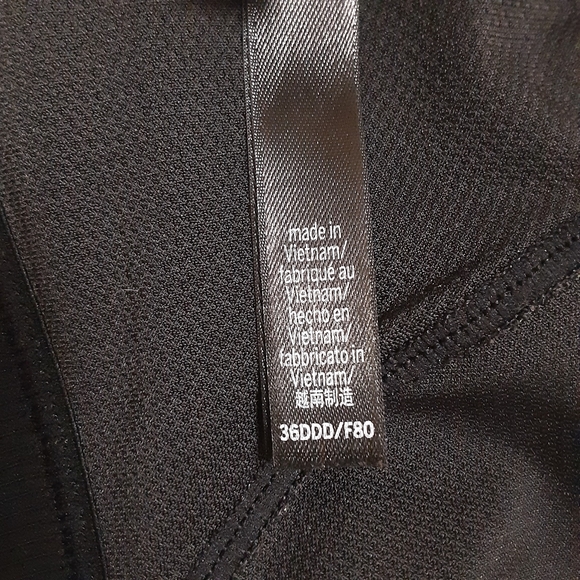 made in
Vietnam/
fabriqué au
Vietnam/
hecho en
Vietnam/
fabbricato in
Vietnam/
越南制造
36DDD/F80